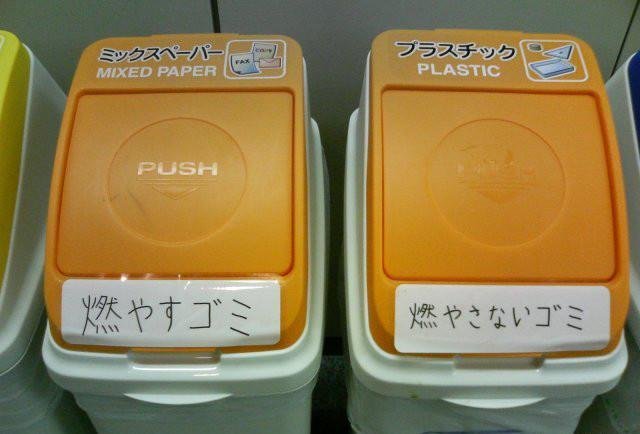 ミックスペーパー
MIXED PAPER
FAX
PUSH
燃やすゴミ
プラスチック
PLASTIC
燃やさないゴミ